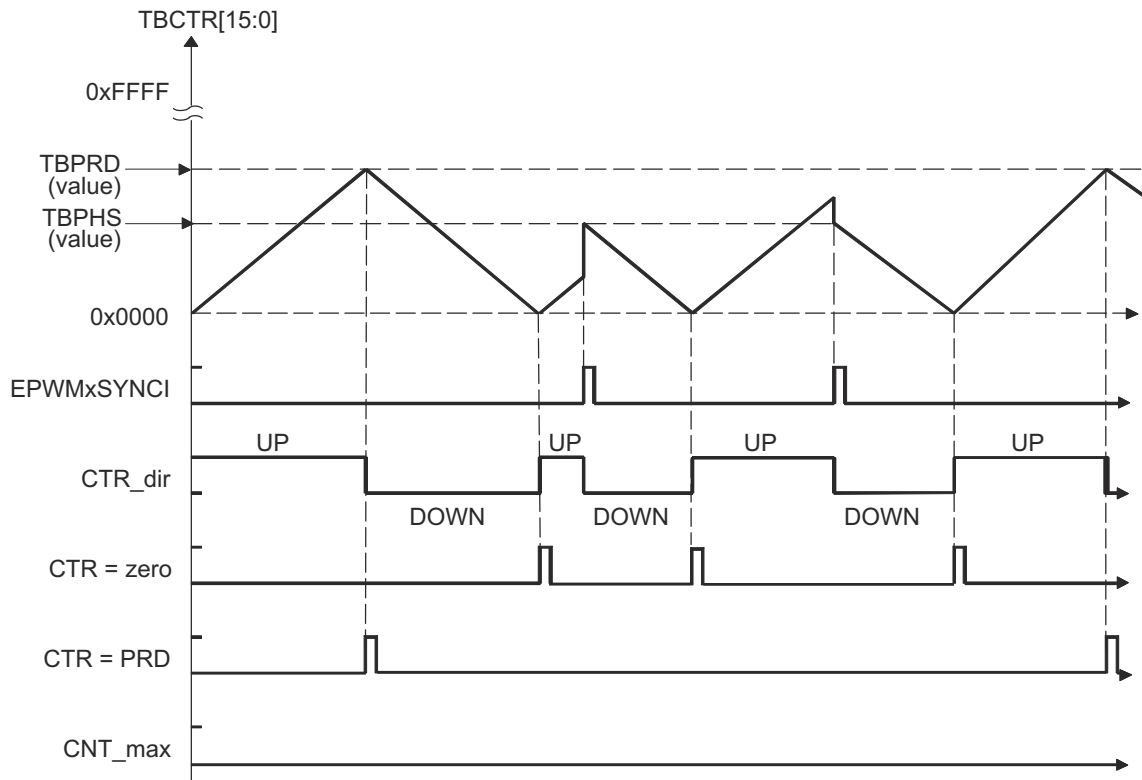 TBCTR[15:0]
0xFFFF
TBPRD
(value)
TBPHS
(value)
0x0000
EPWMxSYNCI
UP
UP
UP
UP
CTR_dir
DOWN
DOWN
DOWN
CTR = zero
CTR = PRD
CNT_max